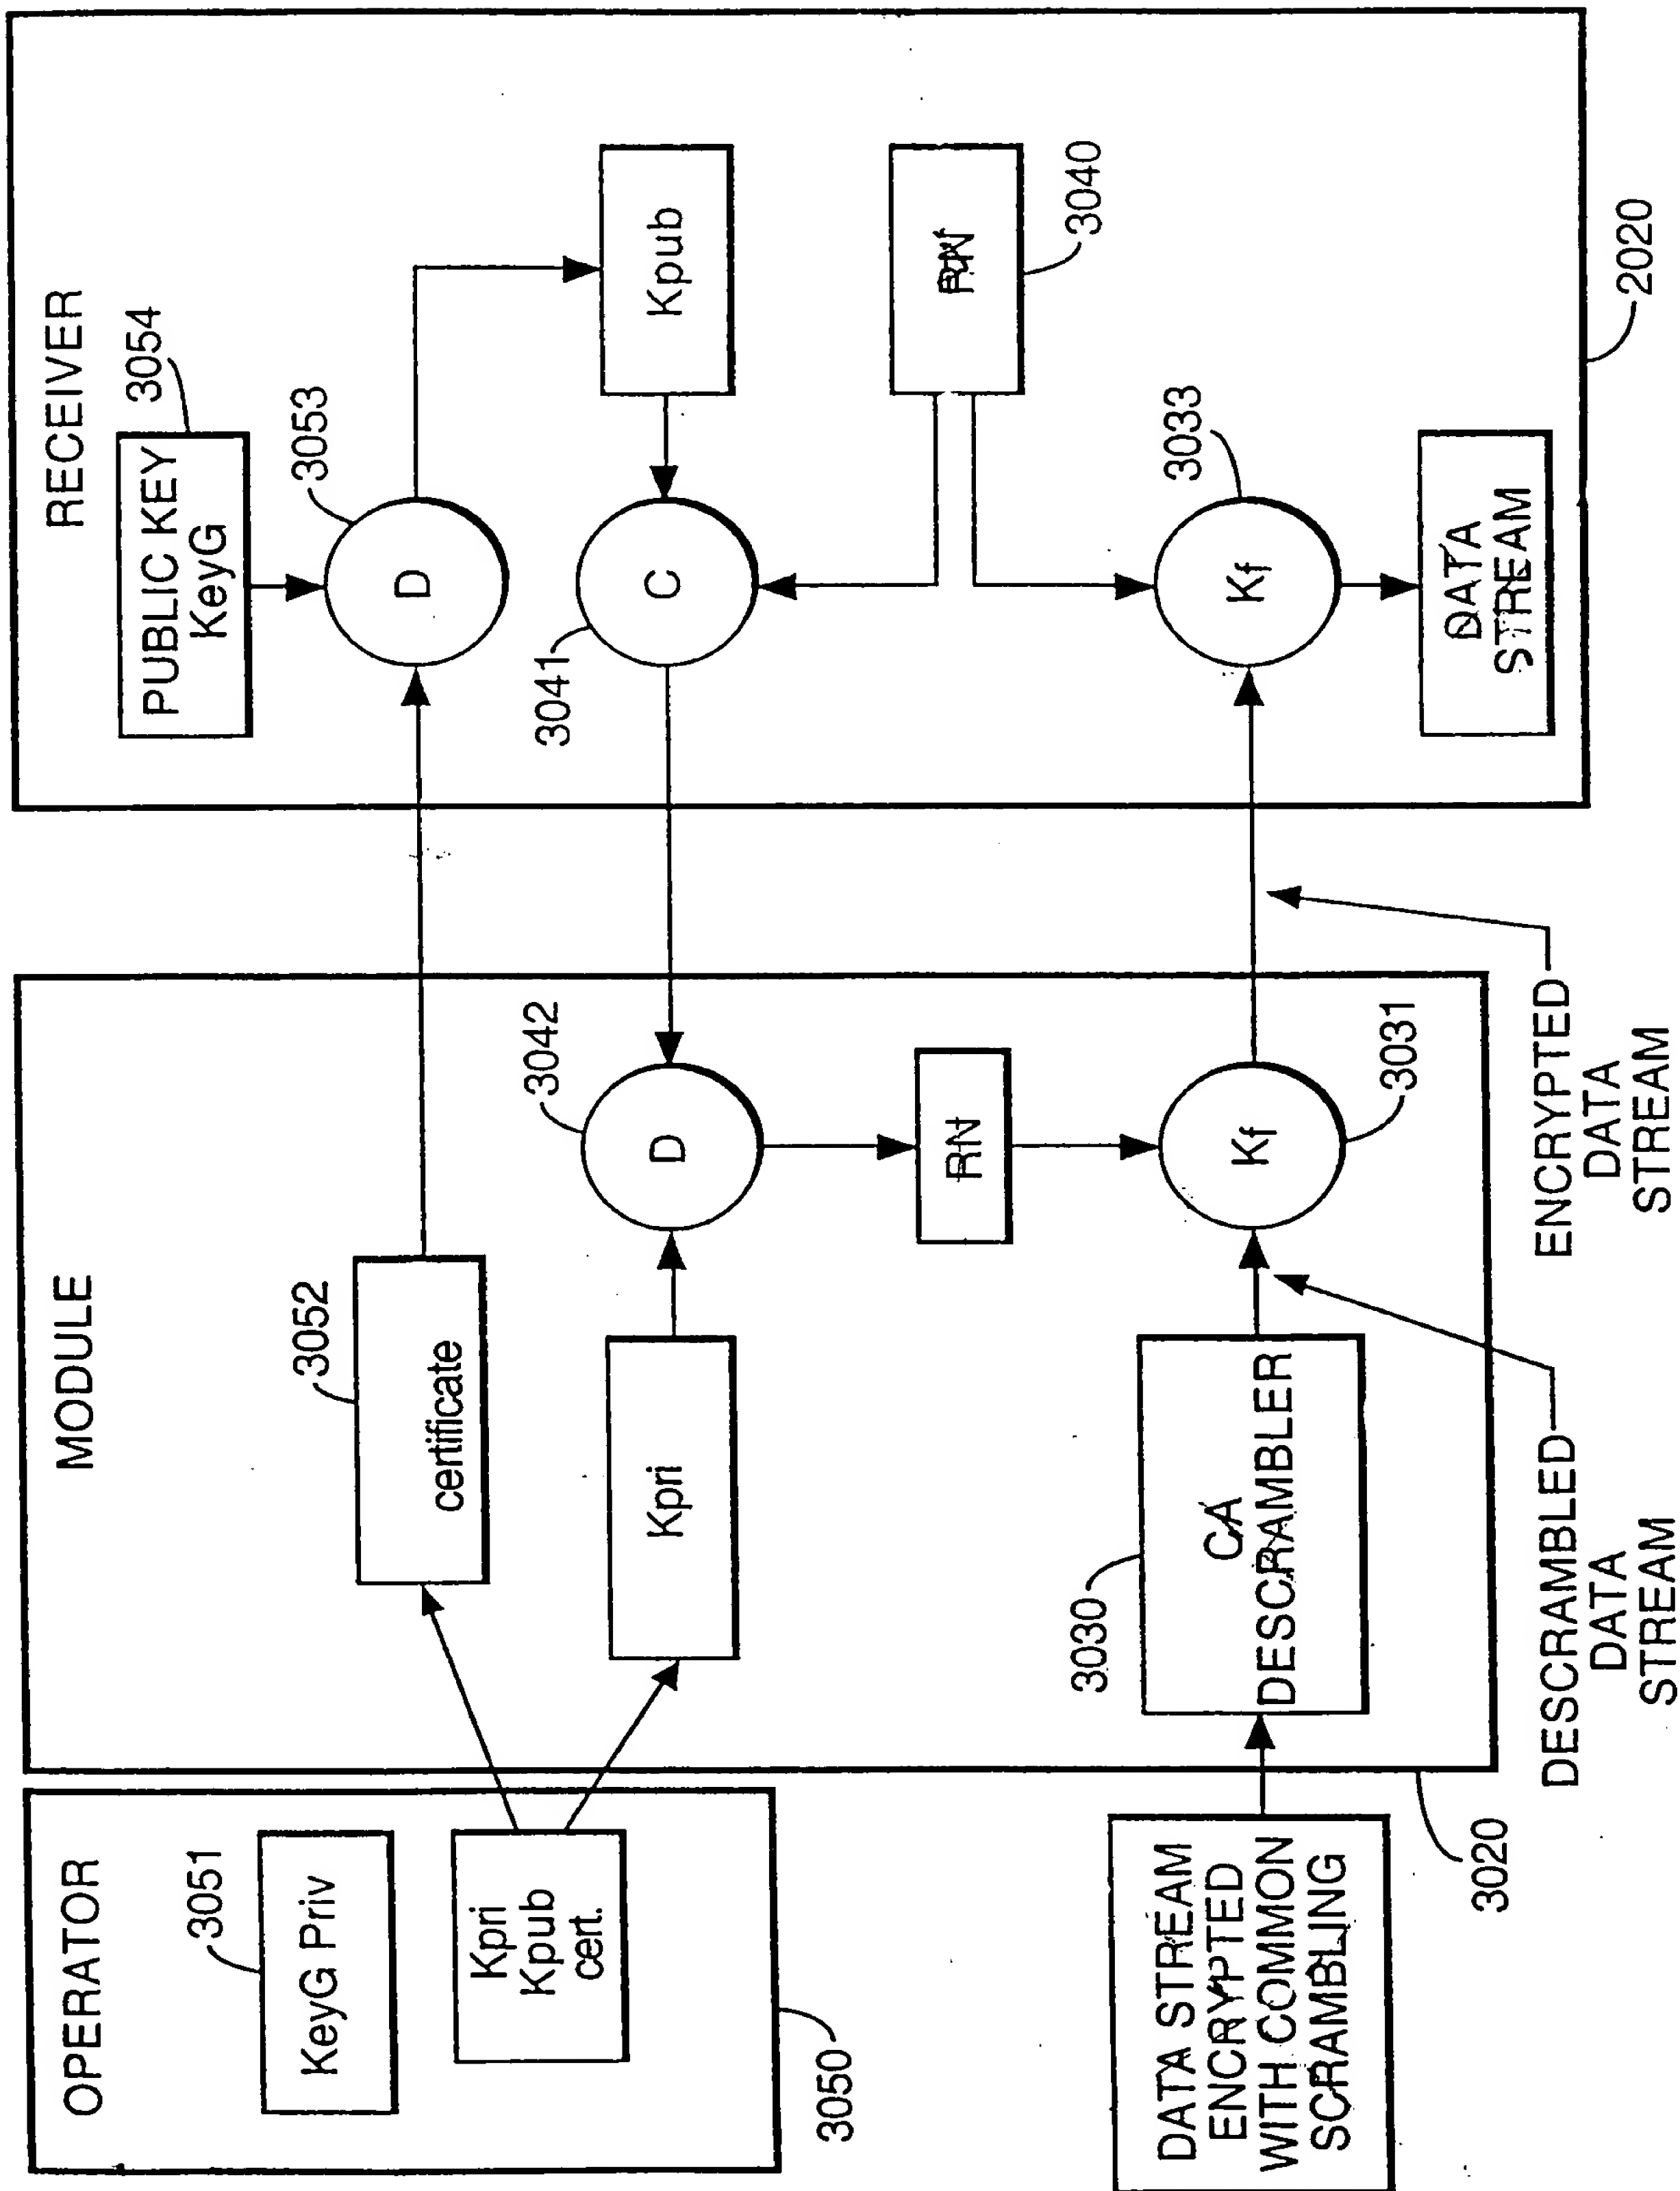 OPERATOR
3051
KeyG Priv
Kpri
Kpub
cert.
3050
DATA STREAM
ENCRYPTED
WITH COMMON
SCRAMBLING
MODULE
3052
certificate
Kpri
3042
D
RN
3030
CA
DESCRAMBLER
Kf
3031
3020
DESCRAMBLED
DATA
STREAM
ENCRYPTED
DATA
STREAM
RECEIVER
PUBLIC KEY
KeyG
3054
D
3053
Kpub
C
3041
RN
3040
Kf
3033
DATA
STREAM
2020